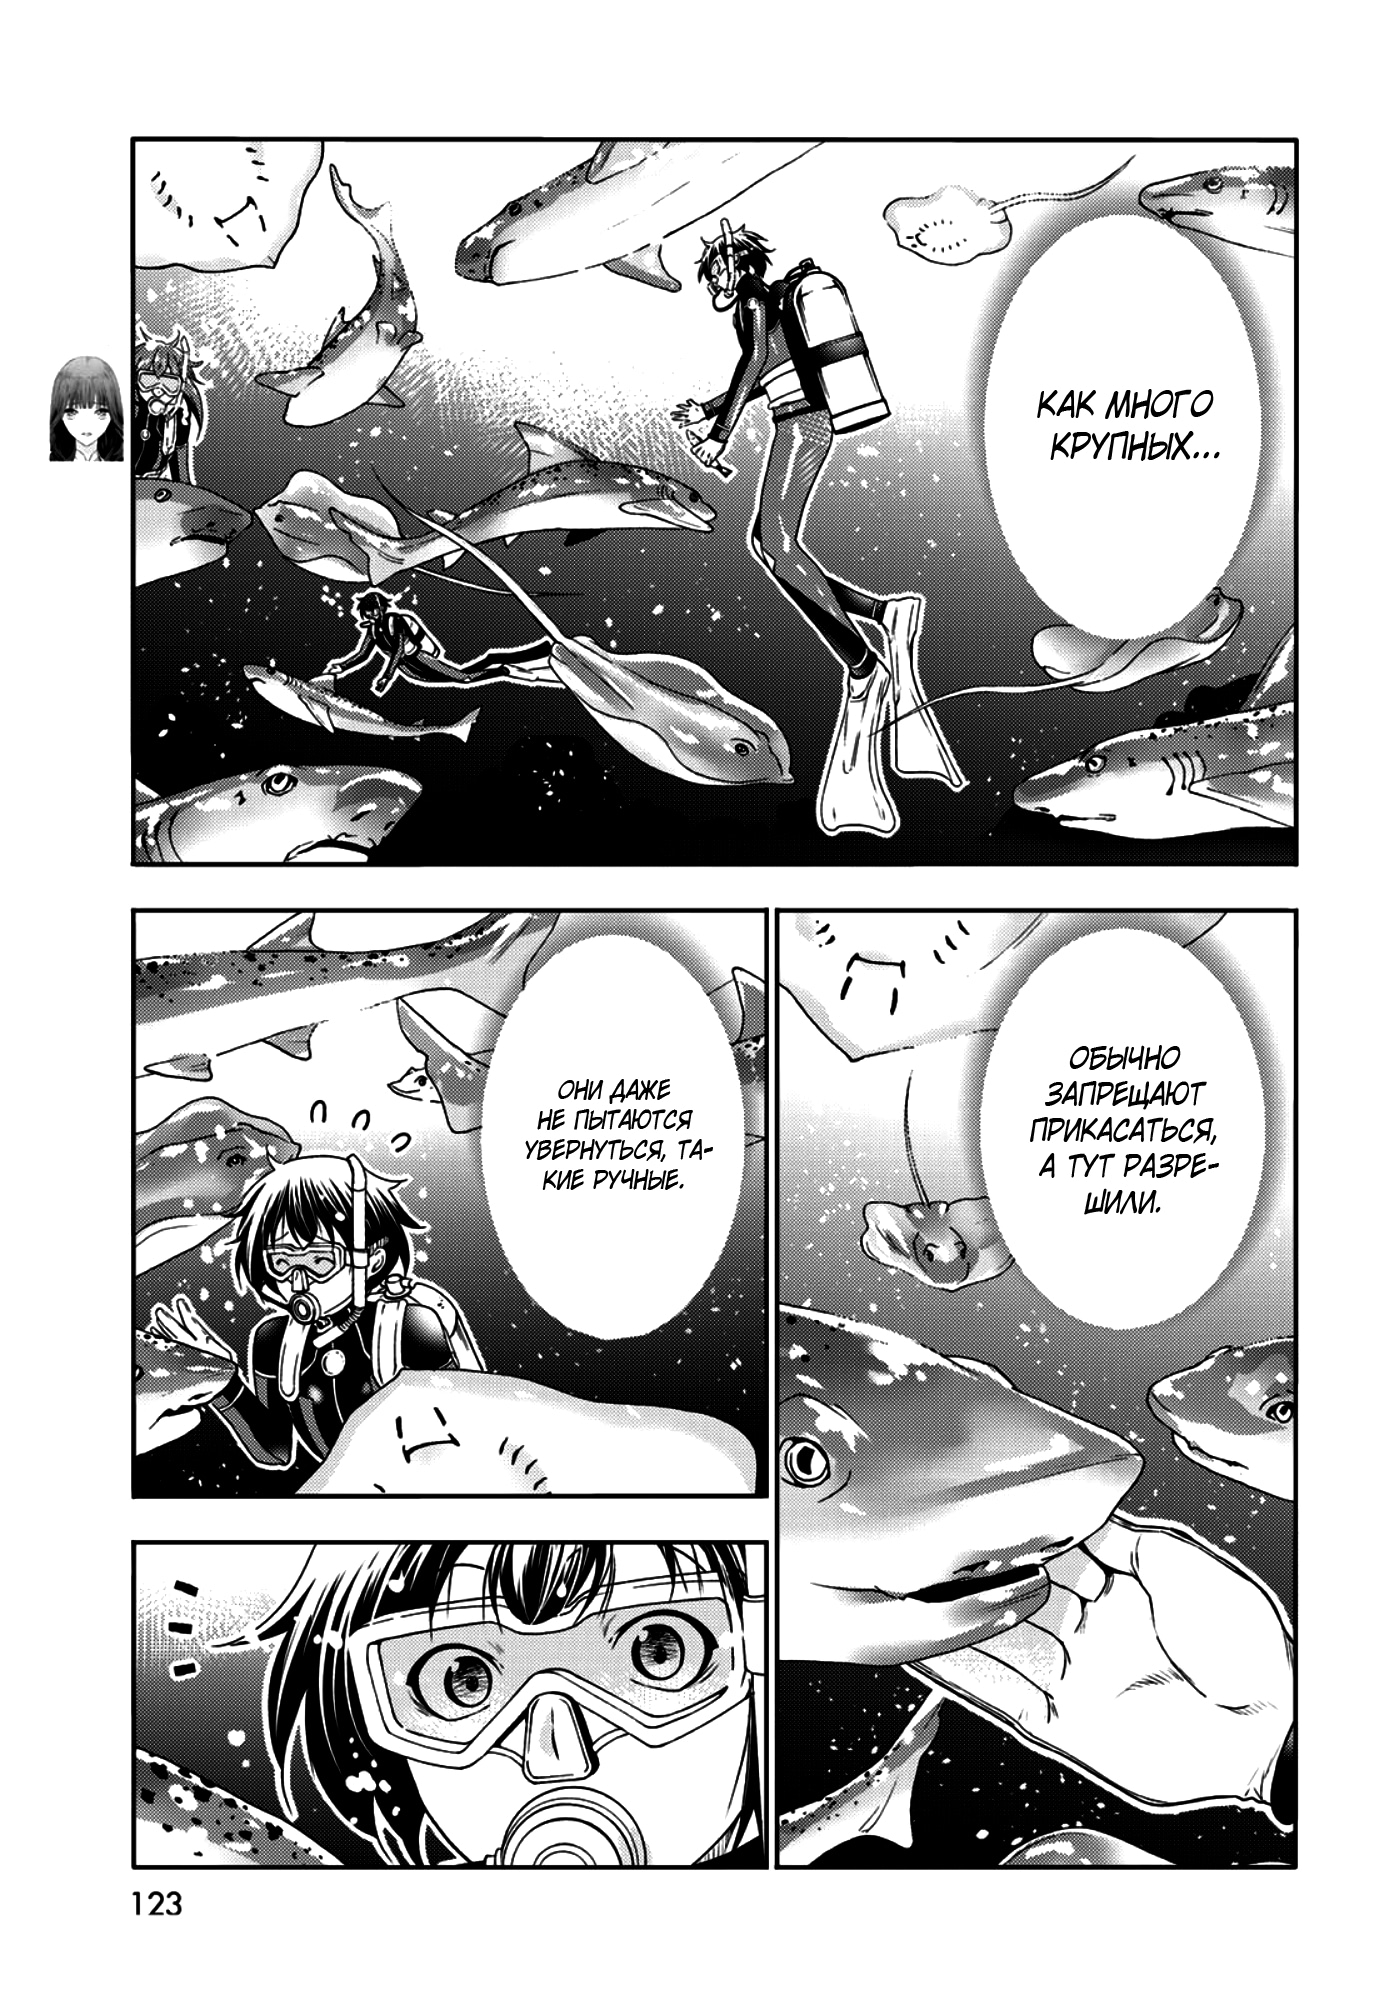 КАК МНОГО
КРУПНЫХ...
ОБЫЧНО
ЗАПРЕЩАЮТ
ПРИКАСАТЬСЯ,
А ТУТ РАЗРЕ-
ШИЛИ.
ОНИ ДАЖЕ
НЕ ПЫТАЮТСЯ
УВЕРНУТЬСЯ, ТА-
КИЕ РУЧНЫЕ.
123